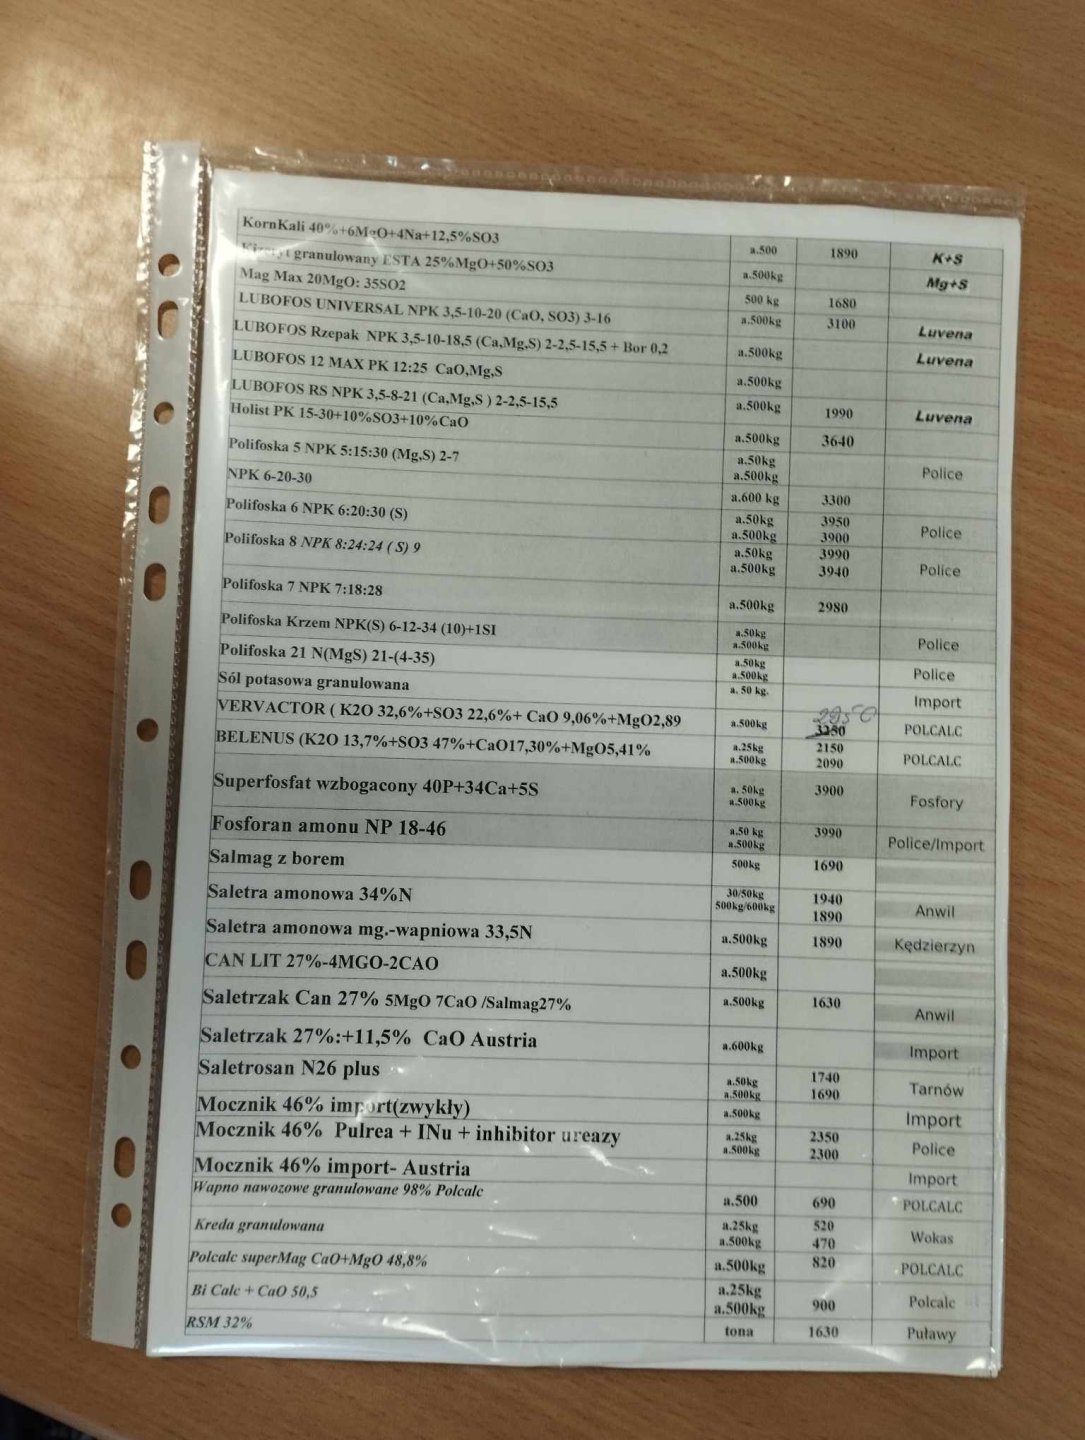 KornKali 40%+6MgO+4Na+12,5%SO3 a.500 1890 K+S
Kizeryt granulowany ESTA 25%MgO+50%SO3 a.500kg Mg+S
Mag Max 20MgO: 35SO2 500 kg 1680
LUBOFOS UNIVERSAL NPK 3,5-10-20 (CaO, SO3) 3-16 a.500kg 3100 Luvena
LUBOFOS Rzepak NPK 3,5-10-18,5 (Ca,Mg,S) 2-2,5-15,5 + Bor 0,2 a.500kg Luvena
LUBOFOS 12 MAX PK 12:25 CaO,Mg,S a.500kg
LUBOFOS RS NPK 3,5-8-21 (Ca,Mg,S ) 2-2,5-15,5 a.500kg 1990 Luvena
Holist PK 15-30+10%SO3+10%CaO a.500kg 3640
Polifoska 5 NPK 5:15:30 (Mg,S) 2-7 a.50kg Police
a.500kg
NPK 6-20-30 a.600 kg 3300
Polifoska 6 NPK 6:20:30 (S) a.50kg 3950 Police
a.500kg 3900
Polifoska 8 NPK 8:24:24 ( S) 9 a.50kg 3990 Police
a.500kg 3940
Polifoska 7 NPK 7:18:28 a.500kg 2980
Polifoska Krzem NPK(S) 6-12-34 (10)+1SI a.50kg Police
a.500kg
Polifoska 21 N(MgS) 21-(4-35) a.50kg Police
a.500kg
Sól potasowa granulowana a. 50 kg. Import
2950
VERVACTOR ( K2O 32,6%+SO3 22,6%+ CaO 9,06%+MgO2,89 a.500kg 3250 POLCALC
BELENUS (K2O 13,7%+SO3 47%+CaO17,30%+MgO5,41% a.25kg 2150 POLCALC
a.500kg 2090
Superfosfat wzbogacony 40P+34Ca+5S a. 50kg 3900 Fosfory
a.500kg
Fosforan amonu NP 18-46 a.50 kg 3990 Police/Import
a.500kg
Salmag z borem 500kg 1690
Saletra amonowa 34%N 30/50kg 1940 Anwil
500kg/600kg 1890
Saletra amonowa mg.-wapniowa 33,5N a.500kg 1890 Kędzierzyn
CAN LIT 27%-4MGO-2CAO a.500kg
Saletrzak Can 27% 5MgO 7CaO /Salmag27% a.500kg 1630 Anwil
Saletrzak 27%:+11,5% CaO Austria a.600kg Import
Saletrosan N26 plus a.50kg 1740 Tarnów
a.500kg 1690
Mocznik 46% import(zwykły) a.500kg Import
Mocznik 46% Pulrea + INu + inhibitor ureazy a.25kg 2350 Police
a.500kg 2300
Mocznik 46% import- Austria Import
Wapno nawozowe granulowane 98% Polcalc a.500 690 POLCALC
Kreda granulowana a.25kg 520 Wokas
a.500kg 470
Polcalc superMag CaO+MgO 48,8% a.500kg 820 POLCALC
Bi Calc + CaO 50,5 a.25kg Polcalc
a.500kg 900
RSM 32% tona 1630 Puławy